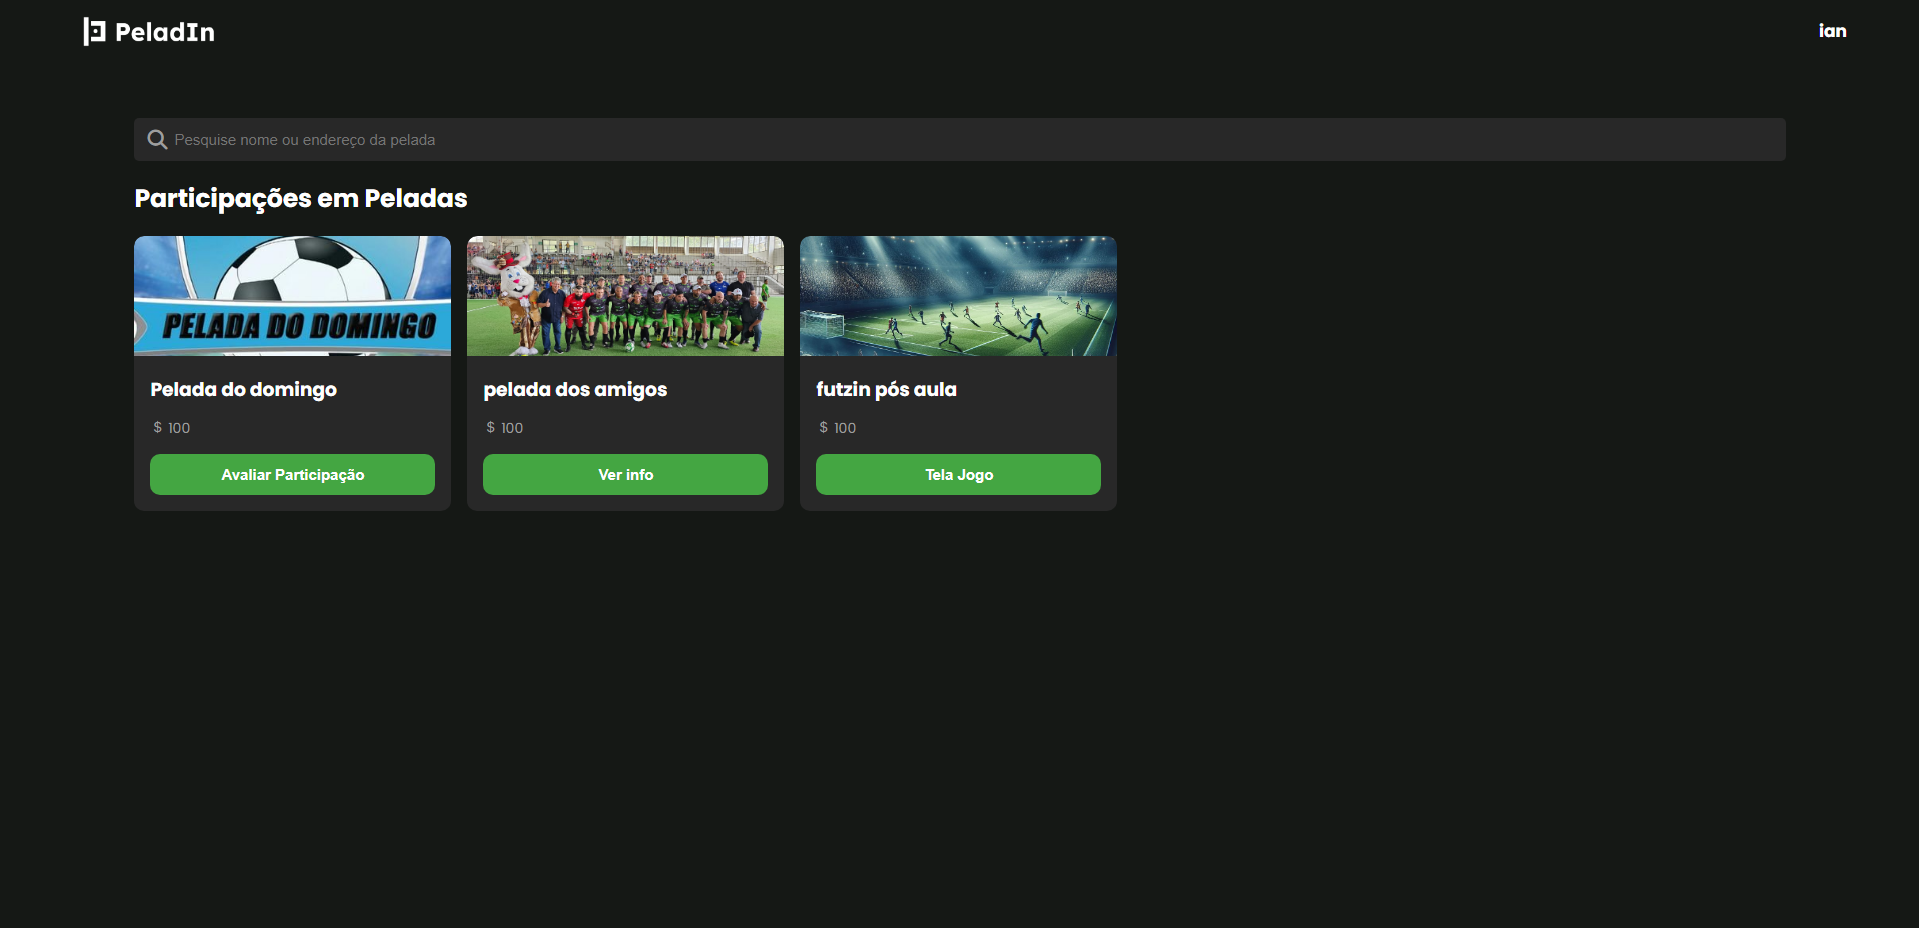 PeladIn
ian
Pesquise nome ou endereço da pelada
Participações em Peladas
PELADA DO DOMINGO
Pelada do domingo
$ 100
Avaliar Participação
pelada dos amigos
$ 100
Ver info
futzin pós aula
$ 100
Tela Jogo